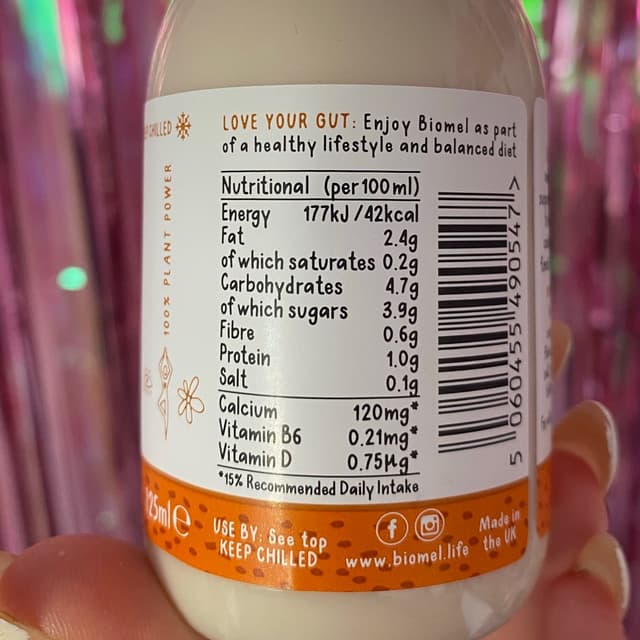 CHILLED
LOVE YOUR GUT: Enjoy Biomel as part
of a healthy lifestyle and balanced diet
100% PLANT POWER
Nutritional (per 100ml)
Energy 177kJ/42kcal
Fat 2.4g
of which saturates 0.2g
Carbohydrates 4.7g
of which sugars 3.9g
Fibre 0.6g
Protein 1.0g
Salt 0.1g
Calcium 120mg*
Vitamin B6 0.21mg*
Vitamin D 0.75µg*
*15% Recommended Daily Intake
5 060455 490547 >
25ml e
USE BY: See top
KEEP CHILLED
f
www.biomel.life
Made in
the UK